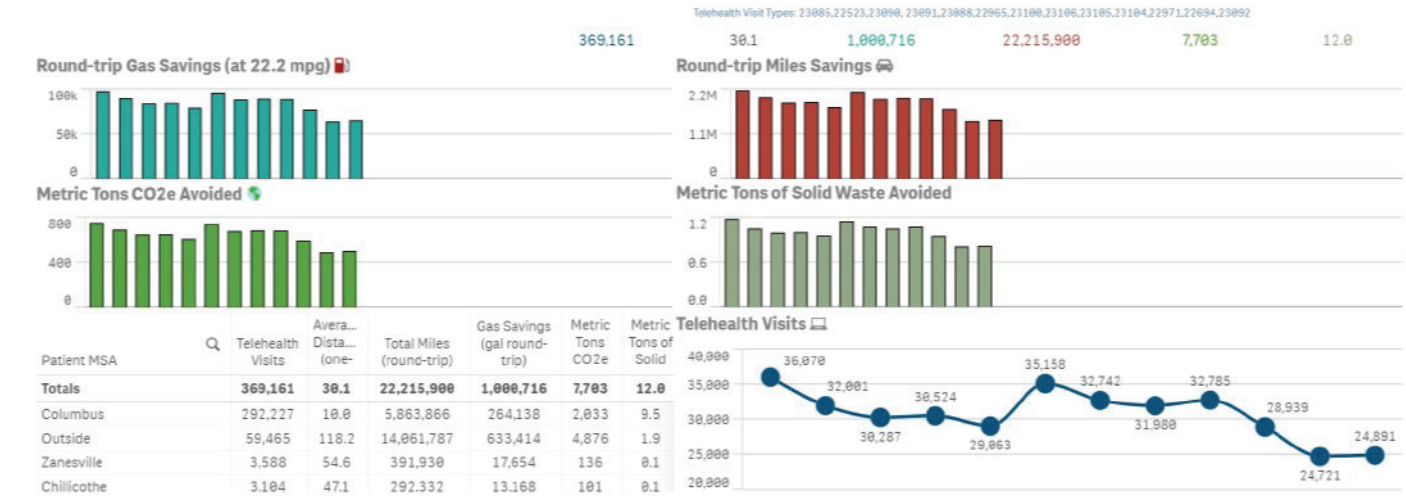 Telehealth Visit Types: 23085,22523,23090, 23091,23088,22965,23100,23106,23105,23104,22971,22694,23092
369,161 30.1 1,000,716 22,215,900 7,703 12.0
Round-trip Gas Savings (at 22.2 mpg)
100k
50k
0
Round-trip Miles Savings
2.2M
1.1M
0
Metric Tons CO2e Avoided
800
400
0
Metric Tons of Solid Waste Avoided
1.2
0.6
0.0
Patient MSA
Telehealth
Visits
Avera...
Dista...
(one-
Total Miles
(round-trip)
Gas Savings
(gal round-
trip)
Metric
Tons
CO2e
Metric
Tons of
Solid
Totals 369,161 30.1 22,215,900 1,000,716 7,703 12.0
Columbus 292,227 10.0 5,863,866 264,138 2,033 9.5
Outside 59,465 118.2 14,061,787 633,414 4,876 1.9
Zanesville 3,588 54.6 391,930 17,654 136 0.1
Chillicothe 3,104 47.1 292,332 13,168 101 0.1
Telehealth Visits
40,000
35,000
30,000
25,000
20,000
36,070
32,001
30,287
30,524
29,063
35,158
32,742
31,980
32,785
28,939
24,721
24,891